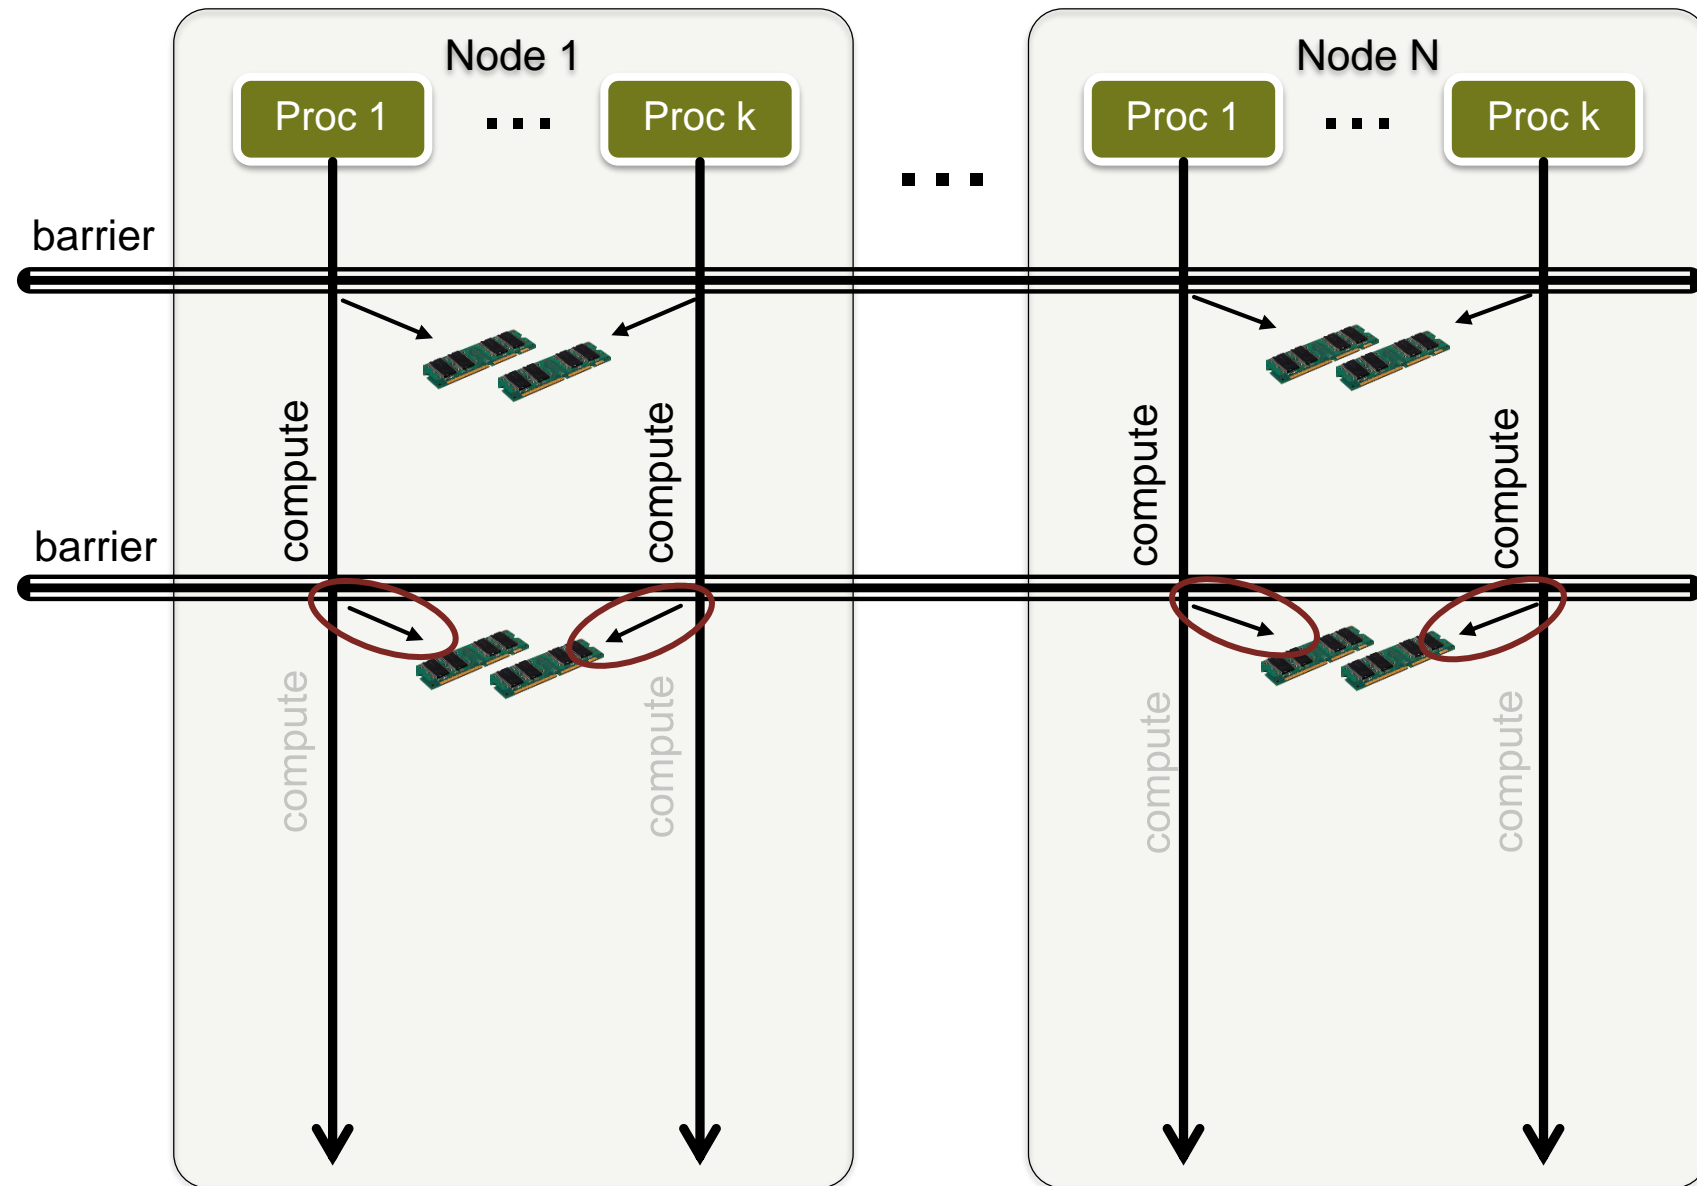 Node 1
Node N
Proc 1
...
Proc k
...
Proc 1
...
Proc k
barrier
compute
compute
compute
compute
barrier
compute
compute
compute
compute